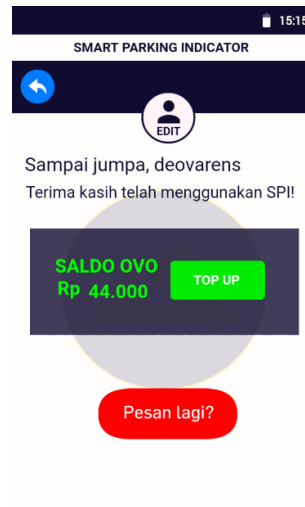 15:15
SMART PARKING INDICATOR
EDIT
Sampai jumpa, deovarens
Terima kasih telah menggunakan SPI!
SALDO OVO
Rp 44.000
TOP UP
Pesan lagi?